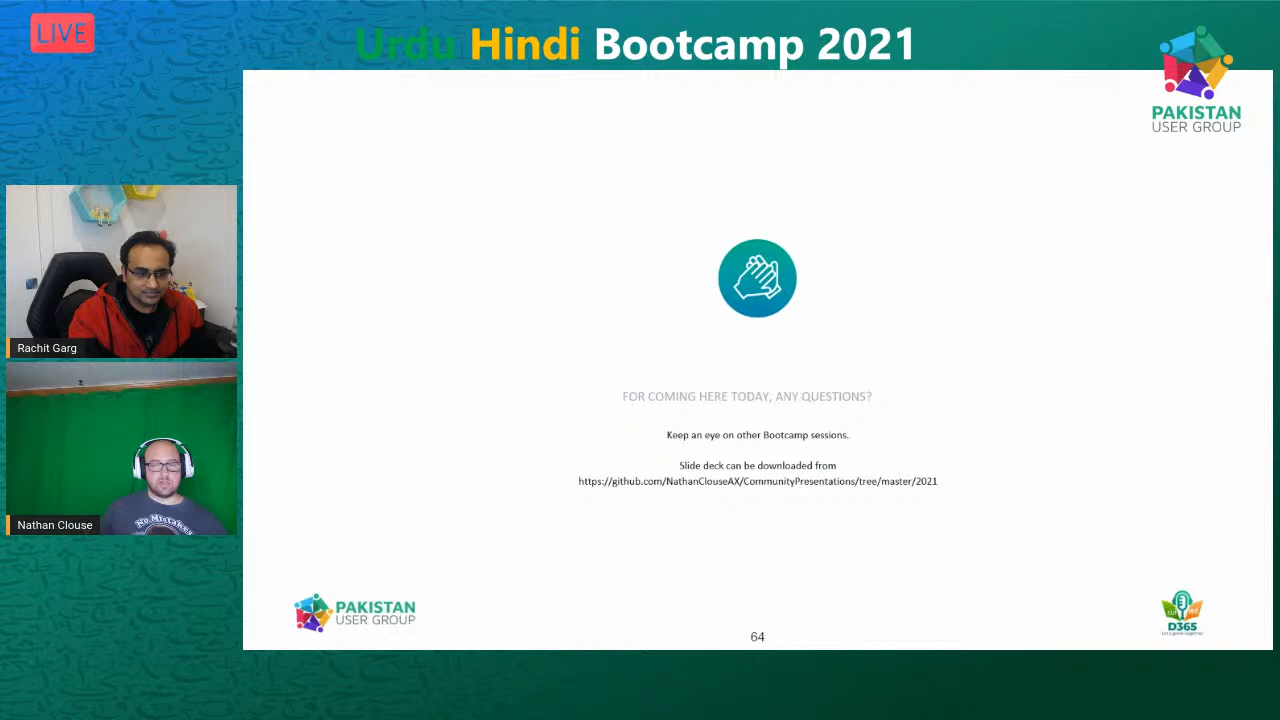 LIVE
Urdu Hindi Bootcamp 2021
PAKISTAN
USER GROUP
Rachit Garg
No Mistakes
Nathan Clouse
FOR COMING HERE TODAY, ANY QUESTIONS?
Keep an eye on other Bootcamp sessions.
Slide deck can be downloaded from
https://github.com/NathanClouseAX/CommunityPresentations/tree/master/2021
PAKISTAN
USER GROUP
64
D365